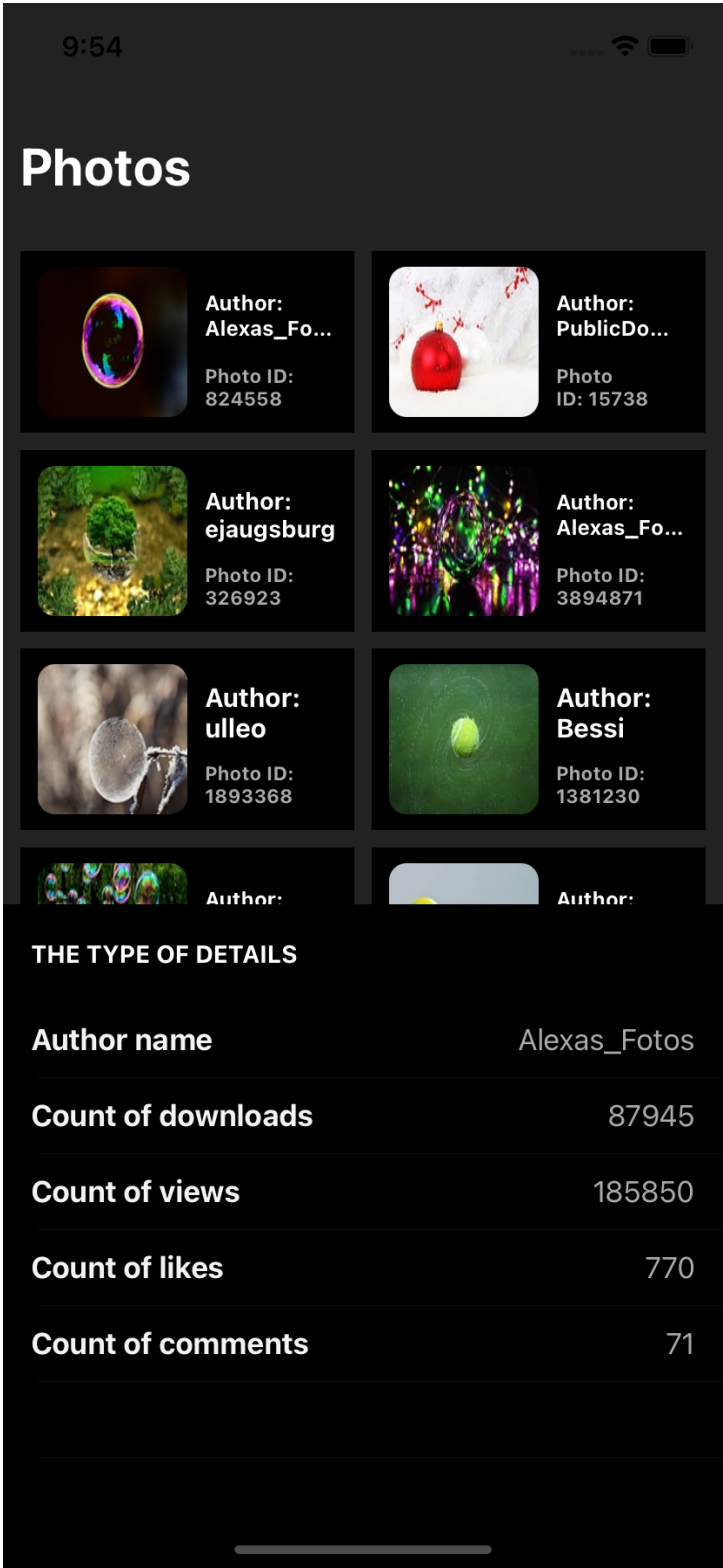 9:54
Photos
Author:
Alexas_Fo...
Photo ID:
824558
Author:
PublicDo...
Photo
ID: 15738
Author:
ejaugsburg
Photo ID:
326923
Author:
Alexas_Fo...
Photo ID:
3894871
Author:
ulleo
Photo ID:
1893368
Author:
Bessi
Photo ID:
1381230
Author:
Author:
THE TYPE OF DETAILS
Author name Alexas_Fotos
Count of downloads 87945
Count of views 185850
Count of likes 770
Count of comments 71